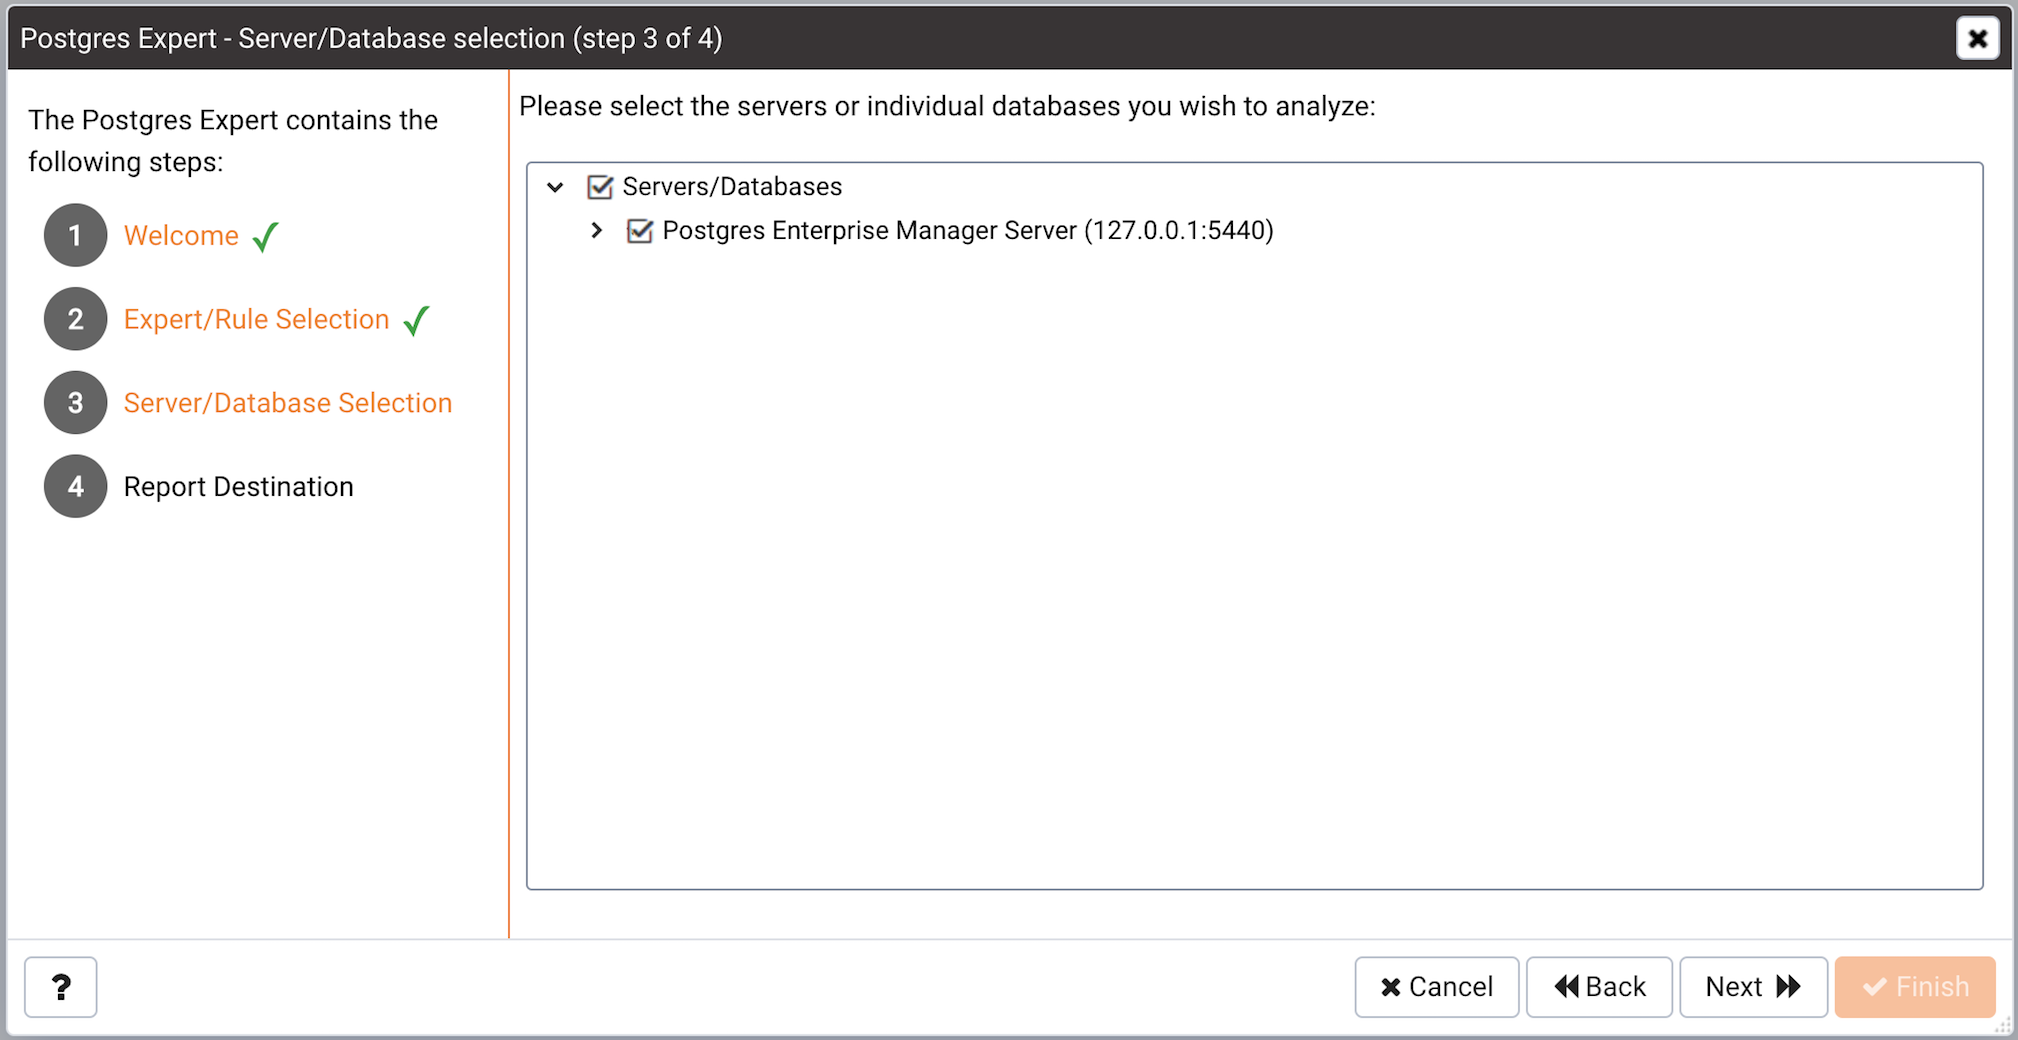 Postgres Expert - Server/Database selection (step 3 of 4)
The Postgres Expert contains the
following steps:
1 Welcome
2 Expert/Rule Selection
3 Server/Database Selection
4 Report Destination
Please select the servers or individual databases you wish to analyze:
Servers/Databases
Postgres Enterprise Manager Server (127.0.0.1:5440)
? Cancel Back Next Finish